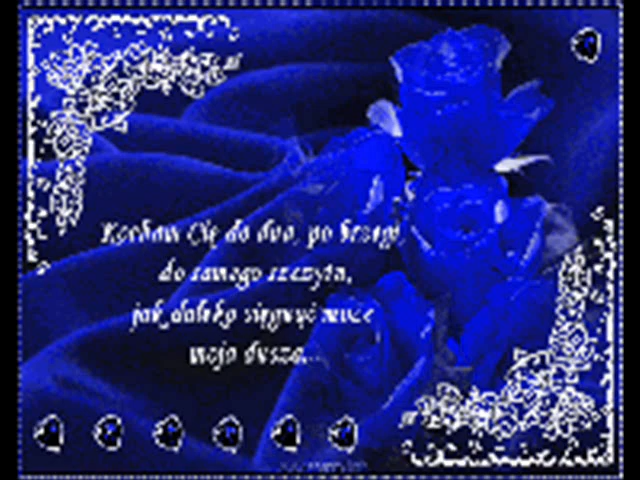 Kocham Cię do dna, po brzegi,
do samego szczytu,
jak daleko sięgnąć może
moja dusza...